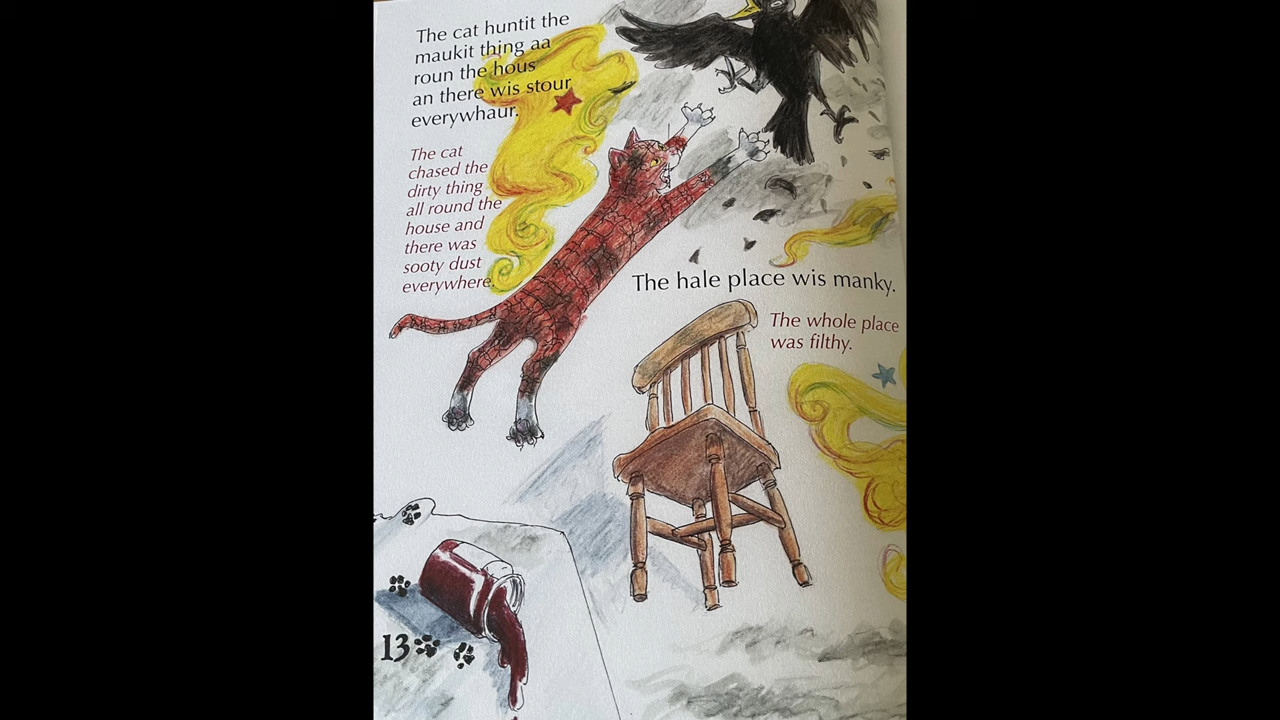 The cat huntit the
maukit thing aa
roun the hous
an there wis stour
everywhaur.
The cat
chased the
dirty thing
all round the
house and
there was
sooty dust
everywhere.
The hale place wis manky.
The whole place
was filthy.
13